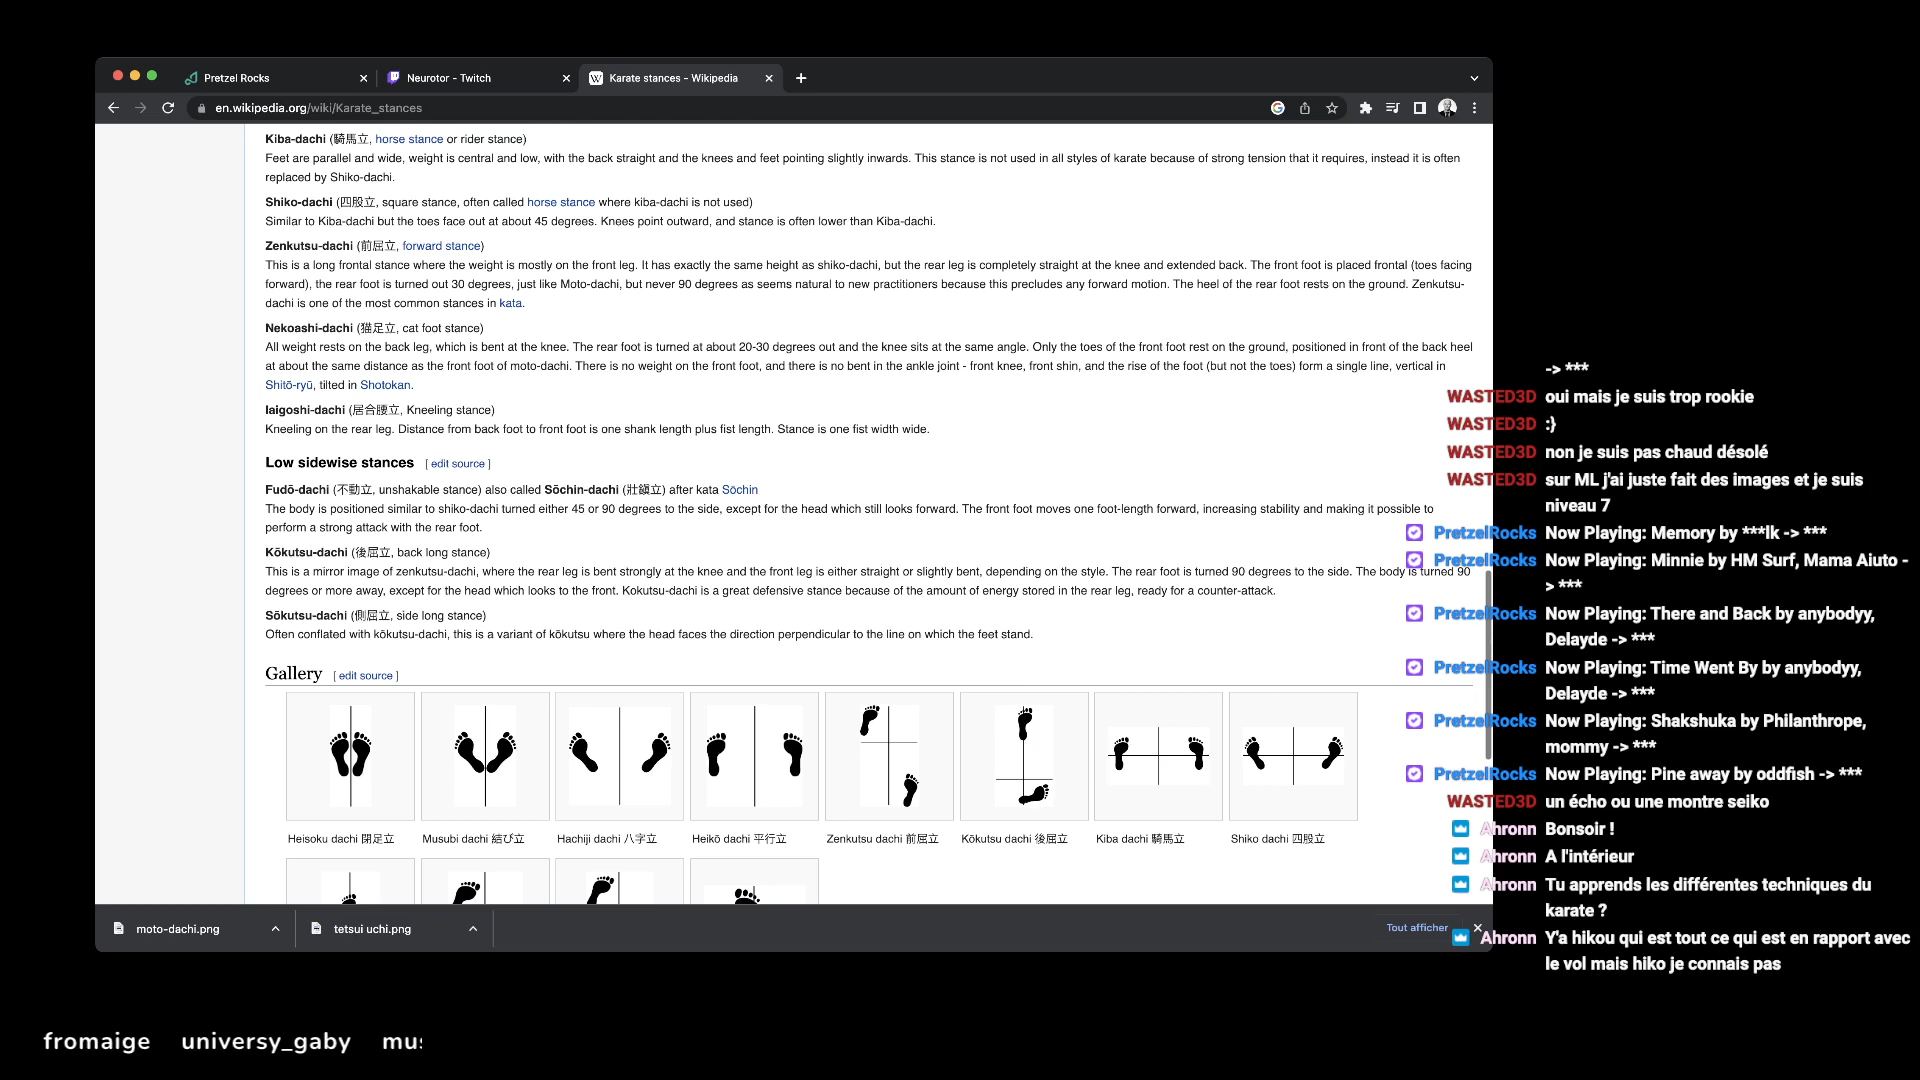 Pretzel Rocks
Neurotor - Twitch
Karate stances - Wikipedia
en.wikipedia.org/wiki/Karate_stances
Kiba-dachi (騎馬立, horse stance or rider stance)
Feet are parallel and wide, weight is central and low, with the back straight and the knees and feet pointing slightly inwards. This stance is not used in all styles of karate because of strong tension that it requires, instead it is often
replaced by Shiko-dachi.
Shiko-dachi (四股立, square stance, often called horse stance where kiba-dachi is not used)
Similar to Kiba-dachi but the toes face out at about 45 degrees. Knees point outward, and stance is often lower than Kiba-dachi.
Zenkutsu-dachi (前屈立, forward stance)
This is a long frontal stance where the weight is mostly on the front leg. It has exactly the same height as shiko-dachi, but the rear leg is completely straight at the knee and extended back. The front foot is placed frontal (toes facing
forward), the rear foot is turned out 30 degrees, just like Moto-dachi, but never 90 degrees as seems natural to new practitioners because this precludes any forward motion. The heel of the rear foot rests on the ground. Zenkutsu-
dachi is one of the most common stances in kata.
Nekoashi-dachi (猫足立, cat foot stance)
All weight rests on the back leg, which is bent at the knee. The rear foot is turned at about 20-30 degrees out and the knee sits at the same angle. Only the toes of the front foot rest on the ground, positioned in front of the back heel
at about the same distance as the front foot of moto-dachi. There is no weight on the front foot, and there is no bent in the ankle joint - front knee, front shin, and the rise of the foot (but not the toes) form a single line, vertical in
Shitō-ryū, tilted in Shotokan.
Iaigoshi-dachi (居合腰立, Kneeling stance)
Kneeling on the rear leg. Distance from back foot to front foot is one shank length plus fist length. Stance is one fist width wide.
Low sidewise stances [ edit source ]
Fudō-dachi (不動立, unshakable stance) also called Sōchin-dachi (壯鎭立) after kata Sōchin
The body is positioned similar to shiko-dachi turned either 45 or 90 degrees to the side, except for the head which still looks forward. The front foot moves one foot-length forward, increasing stability and making it possible to
perform a strong attack with the rear foot.
Kōkutsu-dachi (後屈立, back long stance)
This is a mirror image of zenkutsu-dachi, where the rear leg is bent strongly at the knee and the front leg is either straight or slightly bent, depending on the style. The rear foot is turned 90 degrees to the side. The body is turned 90
degrees or more away, except for the head which looks to the front. Kokutsu-dachi is a great defensive stance because of the amount of energy stored in the rear leg, ready for a counter-attack.
Sōkutsu-dachi (側屈立, side long stance)
Often conflated with kōkutsu-dachi, this is a variant of kōkutsu where the head faces the direction perpendicular to the line on which the feet stand.
Gallery [ edit source ]
Heisoku dachi 閉足立
Musubi dachi 結び立
Hachiji dachi 八字立
Heikō dachi 平行立
Zenkutsu dachi 前屈立
Kōkutsu dachi 後屈立
Kiba dachi 騎馬立
Shiko dachi 四股立
moto-dachi.png
tetsui uchi.png
Tout afficher
-> ***
WASTED3D oui mais je suis trop rookie
WASTED3D :}
WASTED3D non je suis pas chaud désolé
WASTED3D sur ML j'ai juste fait des images et je suis
niveau 7
PretzelRocks Now Playing: Memory by ***lk -> ***
PretzelRocks Now Playing: Minnie by HM Surf, Mama Aiuto -
> ***
PretzelRocks Now Playing: There and Back by anybodyy,
Delayde -> ***
PretzelRocks Now Playing: Time Went By by anybodyy,
Delayde -> ***
PretzelRocks Now Playing: Shakshuka by Philanthrope,
mommy -> ***
PretzelRocks Now Playing: Pine away by oddfish -> ***
WASTED3D un écho ou une montre seiko
Ahronn Bonsoir !
Ahronn A l'intérieur
Ahronn Tu apprends les différentes techniques du
karate ?
Ahronn Y'a hikou qui est tout ce qui est en rapport avec
le vol mais hiko je connais pas
fromaige universy_gaby mus